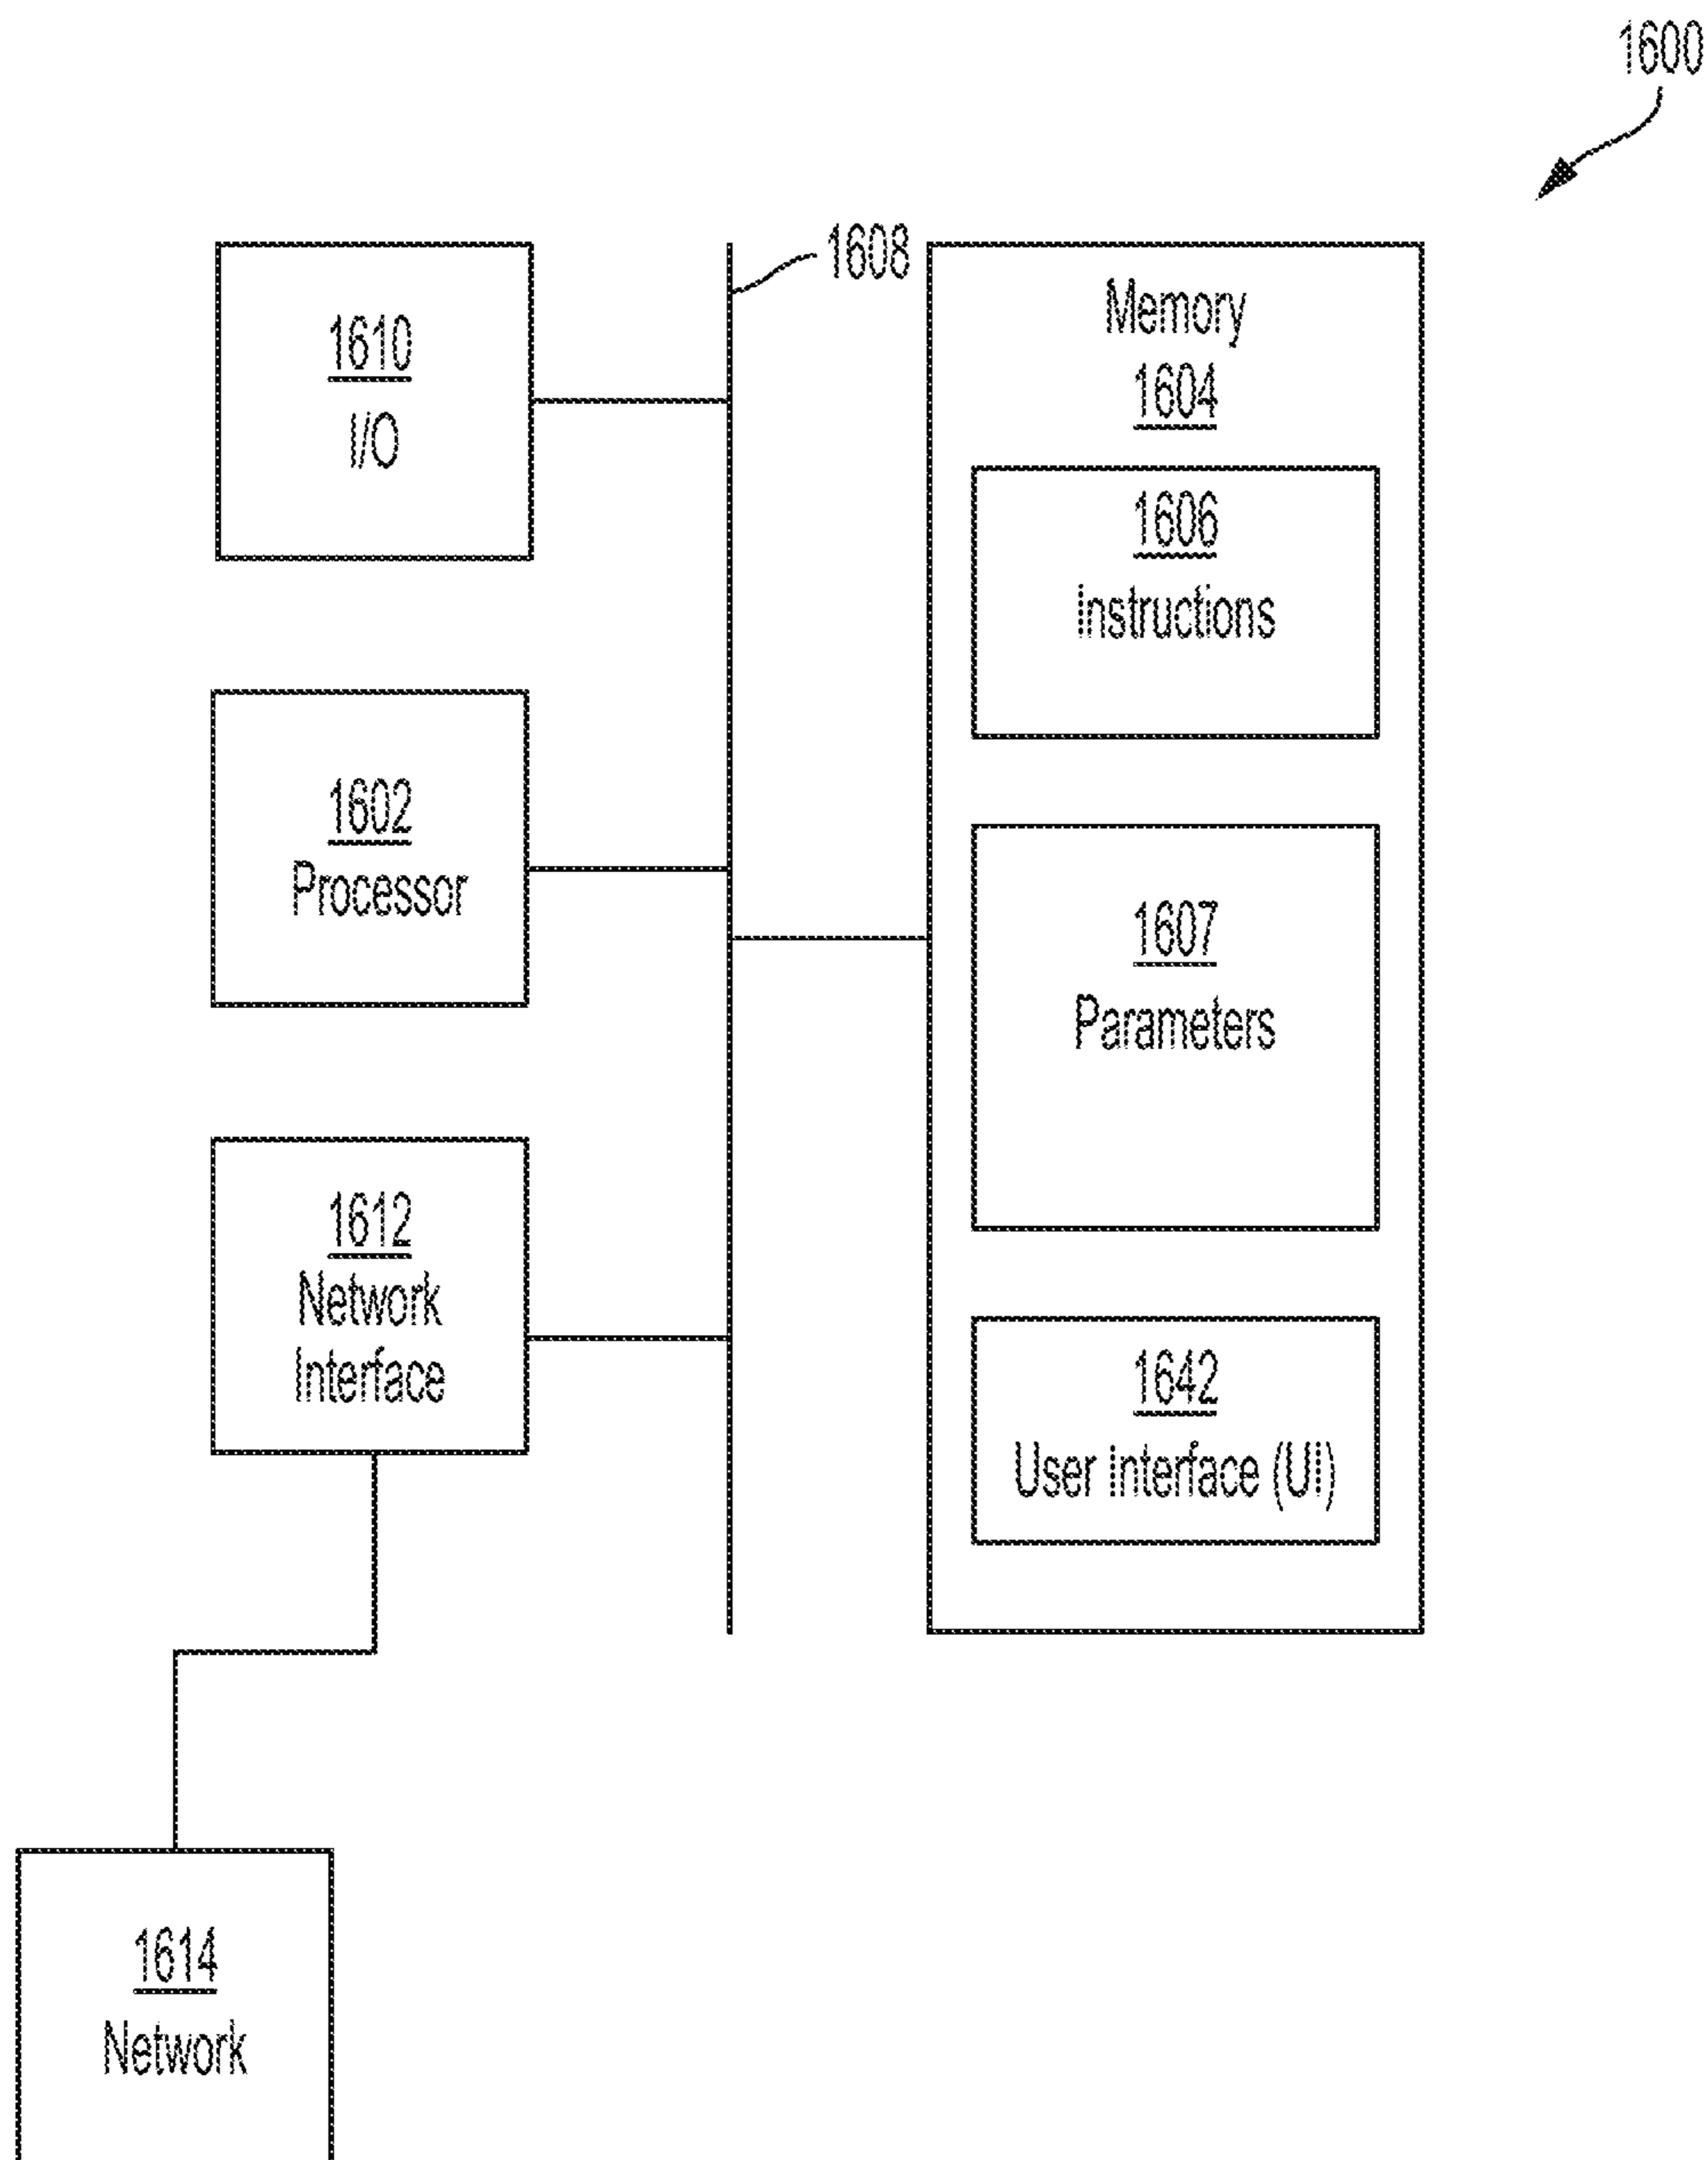 1600
1608
1610
I/O
1602
Processor
1612
Network
Interface
1614
Network
Memory
1604
1606
Instructions
1607
Parameters
1642
User Interface (UI)